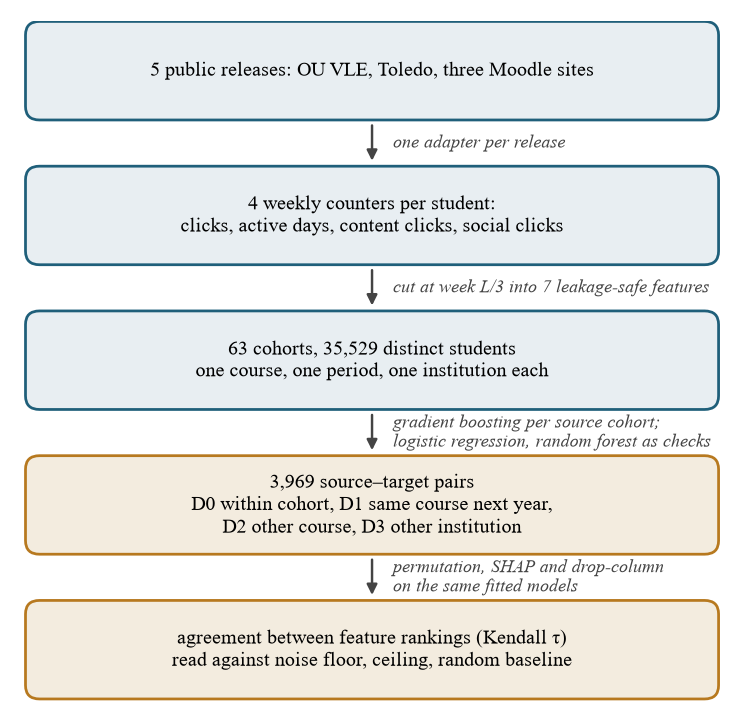 5 public releases: OU VLE, Toledo, three Moodle sites
one adapter per release
4 weekly counters per student:
clicks, active days, content clicks, social clicks
cut at week L/3 into 7 leakage-safe features
63 cohorts, 35,529 distinct students
one course, one period, one institution each
gradient boosting per source cohort;
logistic regression, random forest as checks
3,969 source–target pairs
D0 within cohort, D1 same course next year,
D2 other course, D3 other institution
permutation, SHAP and drop-column
on the same fitted models
agreement between feature rankings (Kendall τ)
read against noise floor, ceiling, random baseline